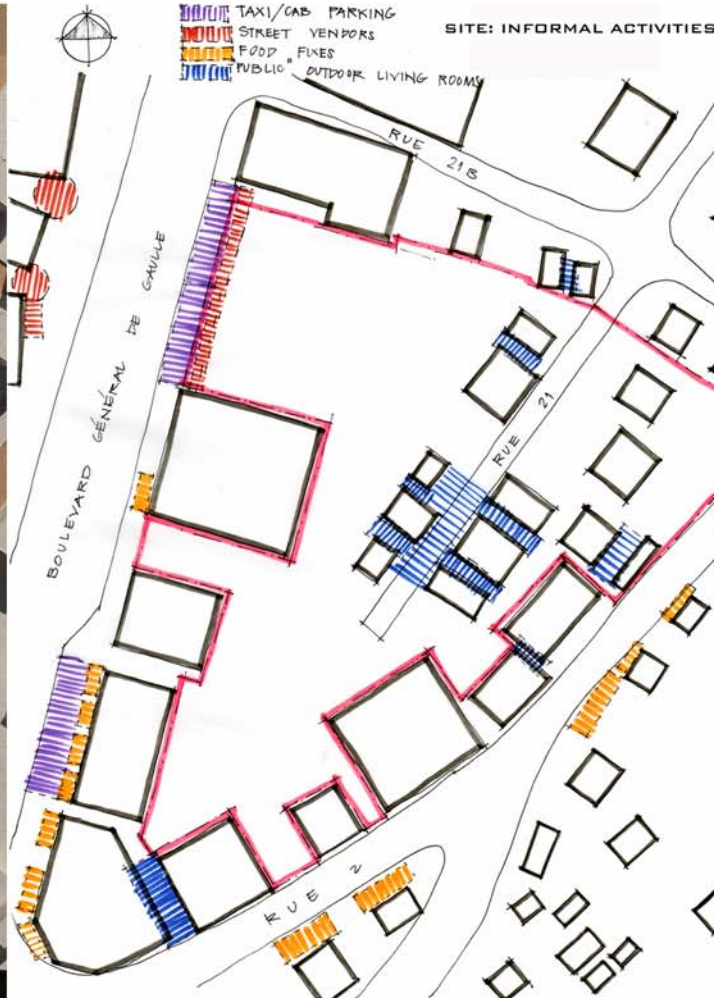 TAXI/CAB PARKING
SITE: INFORMAL ACTIVITIES
STREET VENDORS
FOOD FIXES
"PUBLIC" OUTDOOR LIVING ROOMS
RUE 21B
BOULEVARD GÉNÉRAL DE GAULLE
RUE 21
RUE 2